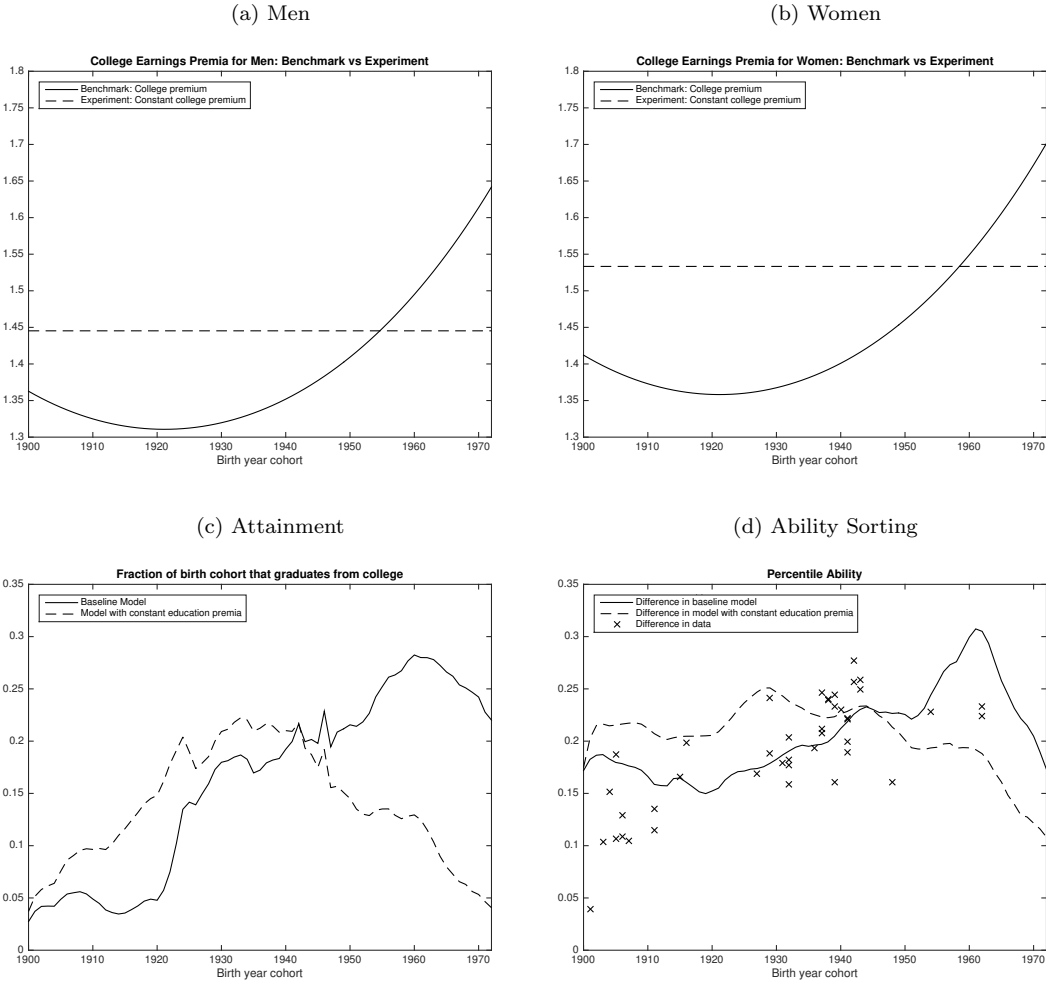 (a) Men
College Earnings Premia for Men: Benchmark vs Experiment
1.8
1.75
1.7
1.65
1.6
1.55
1.5
1.45
1.4
1.35
1.3
Benchmark: College premium
Experiment: Constant college premium
1900 1910 1920 1930 1940 1950 1960 1970
Birth year cohort
(b) Women
College Earnings Premia for Women: Benchmark vs Experiment
1.8
1.75
1.7
1.65
1.6
1.55
1.5
1.45
1.4
1.35
1.3
Benchmark: College premium
Experiment: Constant college premium
1900 1910 1920 1930 1940 1950 1960 1970
Birth year cohort
(c) Attainment
Fraction of birth cohort that graduates from college
0.35
0.3
0.25
0.2
0.15
0.1
0.05
0
Baseline Model
Model with constant education premia
1900 1910 1920 1930 1940 1950 1960 1970
Birth year cohort
(d) Ability Sorting
Percentile Ability
0.35
0.3
0.25
0.2
0.15
0.1
0.05
0
Difference in baseline model
Difference in model with constant education premia
Difference in data
1900 1910 1920 1930 1940 1950 1960 1970
Birth year cohort